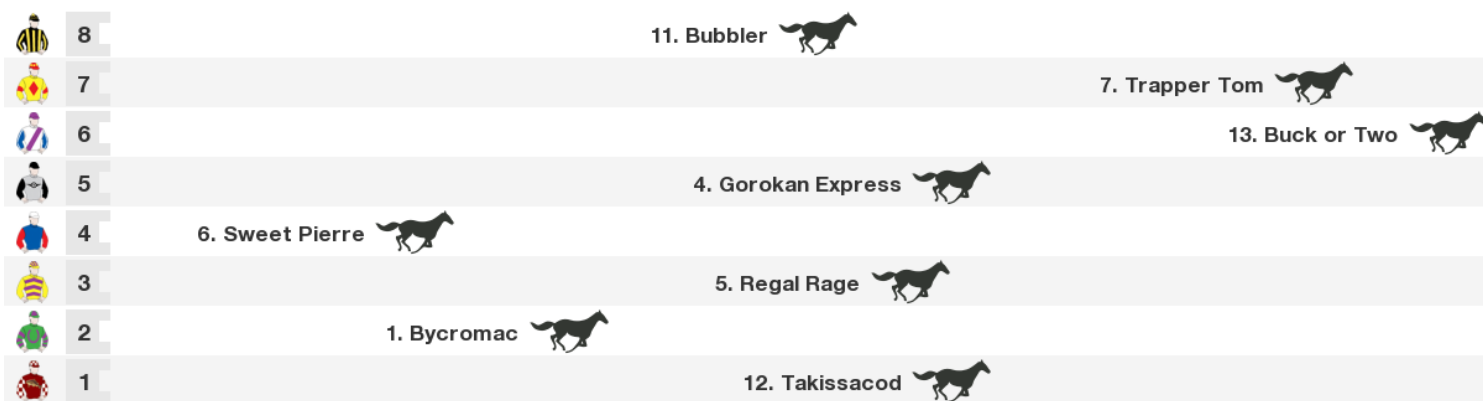 8 11. Bubbler
7 7. Trapper Tom
6 13. Buck or Two
5 4. Gorokan Express
4 6. Sweet Pierre
3 5. Regal Rage
2 1. Bycromac
1 12. Takissacod